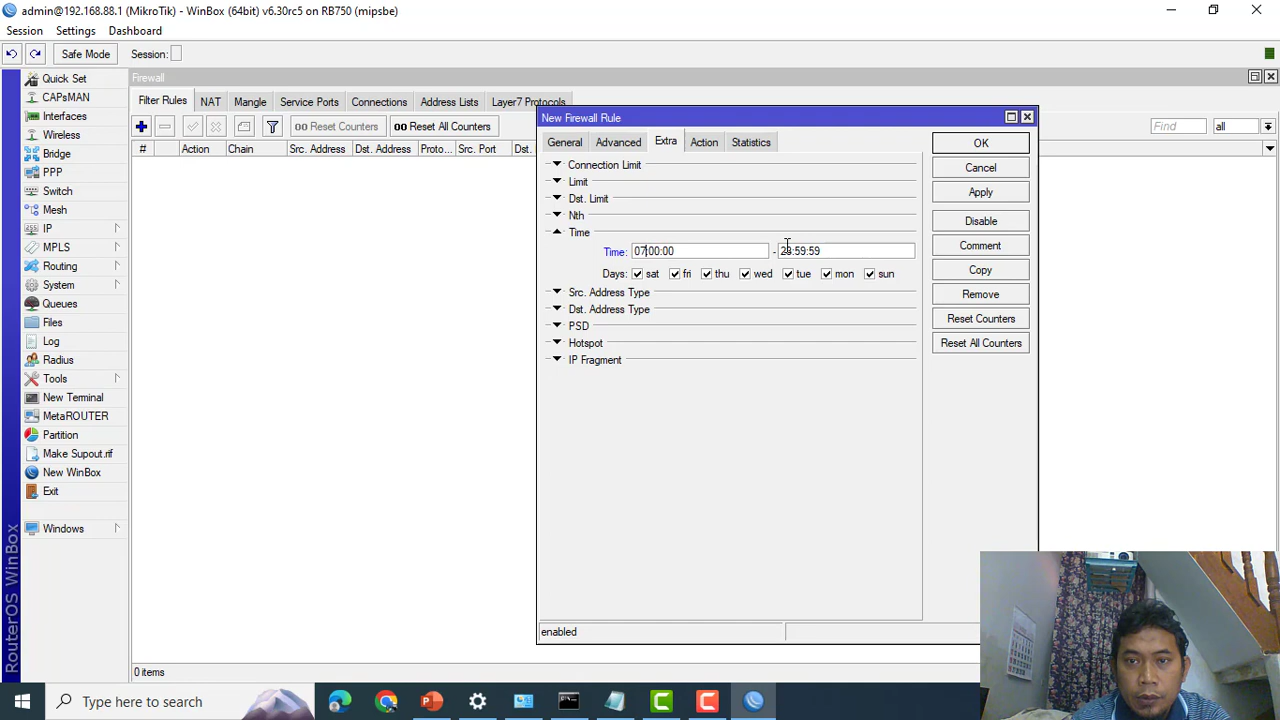 admin@192.168.88.1 (MikroTik) - WinBox (64bit) v6.30rc5 on RB750 (mipsbe)
Session Settings Dashboard
Safe Mode Session:
Quick Set
CAPsMAN
Interfaces
Wireless
Bridge
PPP
Switch
Mesh
IP
MPLS
Routing
System
Queues
Files
Log
Radius
Tools
New Terminal
MetaROUTER
Partition
Make Supout.rif
New WinBox
Exit
Windows
RouterOS WinBox
Firewall
Filter Rules NAT Mangle Service Ports Connections Address Lists Layer7 Protocols
00 Reset Counters 00 Reset All Counters Find all
# Action Chain Src. Address Dst. Address Proto... Src. Port Dst.
0 items
New Firewall Rule
General Advanced Extra Action Statistics
Connection Limit
Limit
Dst. Limit
Nth
Time
Time: 07:00:00 - 23:59:59
Days: sat fri thu wed tue mon sun
Src. Address Type
Dst. Address Type
PSD
Hotspot
IP Fragment
OK
Cancel
Apply
Disable
Comment
Copy
Remove
Reset Counters
Reset All Counters
enabled
Type here to search